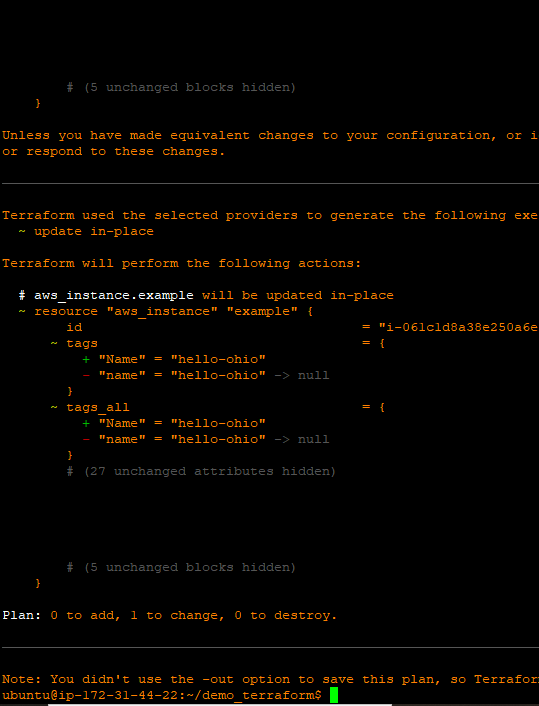 # (5 unchanged blocks hidden)
}
Unless you have made equivalent changes to your configuration, or i
or respond to these changes.
Terraform used the selected providers to generate the following exe
~ update in-place
Terraform will perform the following actions:
# aws_instance.example will be updated in-place
~ resource "aws_instance" "example" {
id = "i-061c1d8a38e250a6e
~ tags = {
+ "Name" = "hello-ohio"
- "name" = "hello-ohio" -> null
}
~ tags_all = {
+ "Name" = "hello-ohio"
- "name" = "hello-ohio" -> null
}
# (27 unchanged attributes hidden)
# (5 unchanged blocks hidden)
}
Plan: 0 to add, 1 to change, 0 to destroy.
Note: You didn't use the -out option to save this plan, so Terrafor
ubuntu@ip-172-31-44-22:~/demo_terraform$